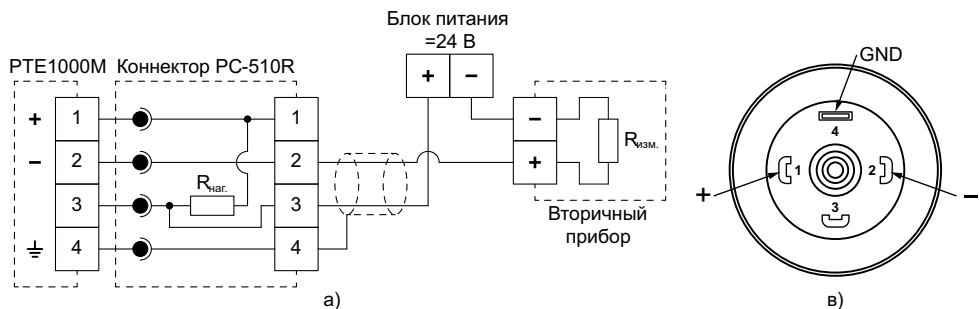 Блок питания
=24 В
PTE1000M
Коннектор PC-510R
+
–
GND
+
1
1
–
2
2
Rнаг.
3
3
4
4
–
+
Rизм.
Вторичный
прибор
4
1
2
3
+
–
а)
в)